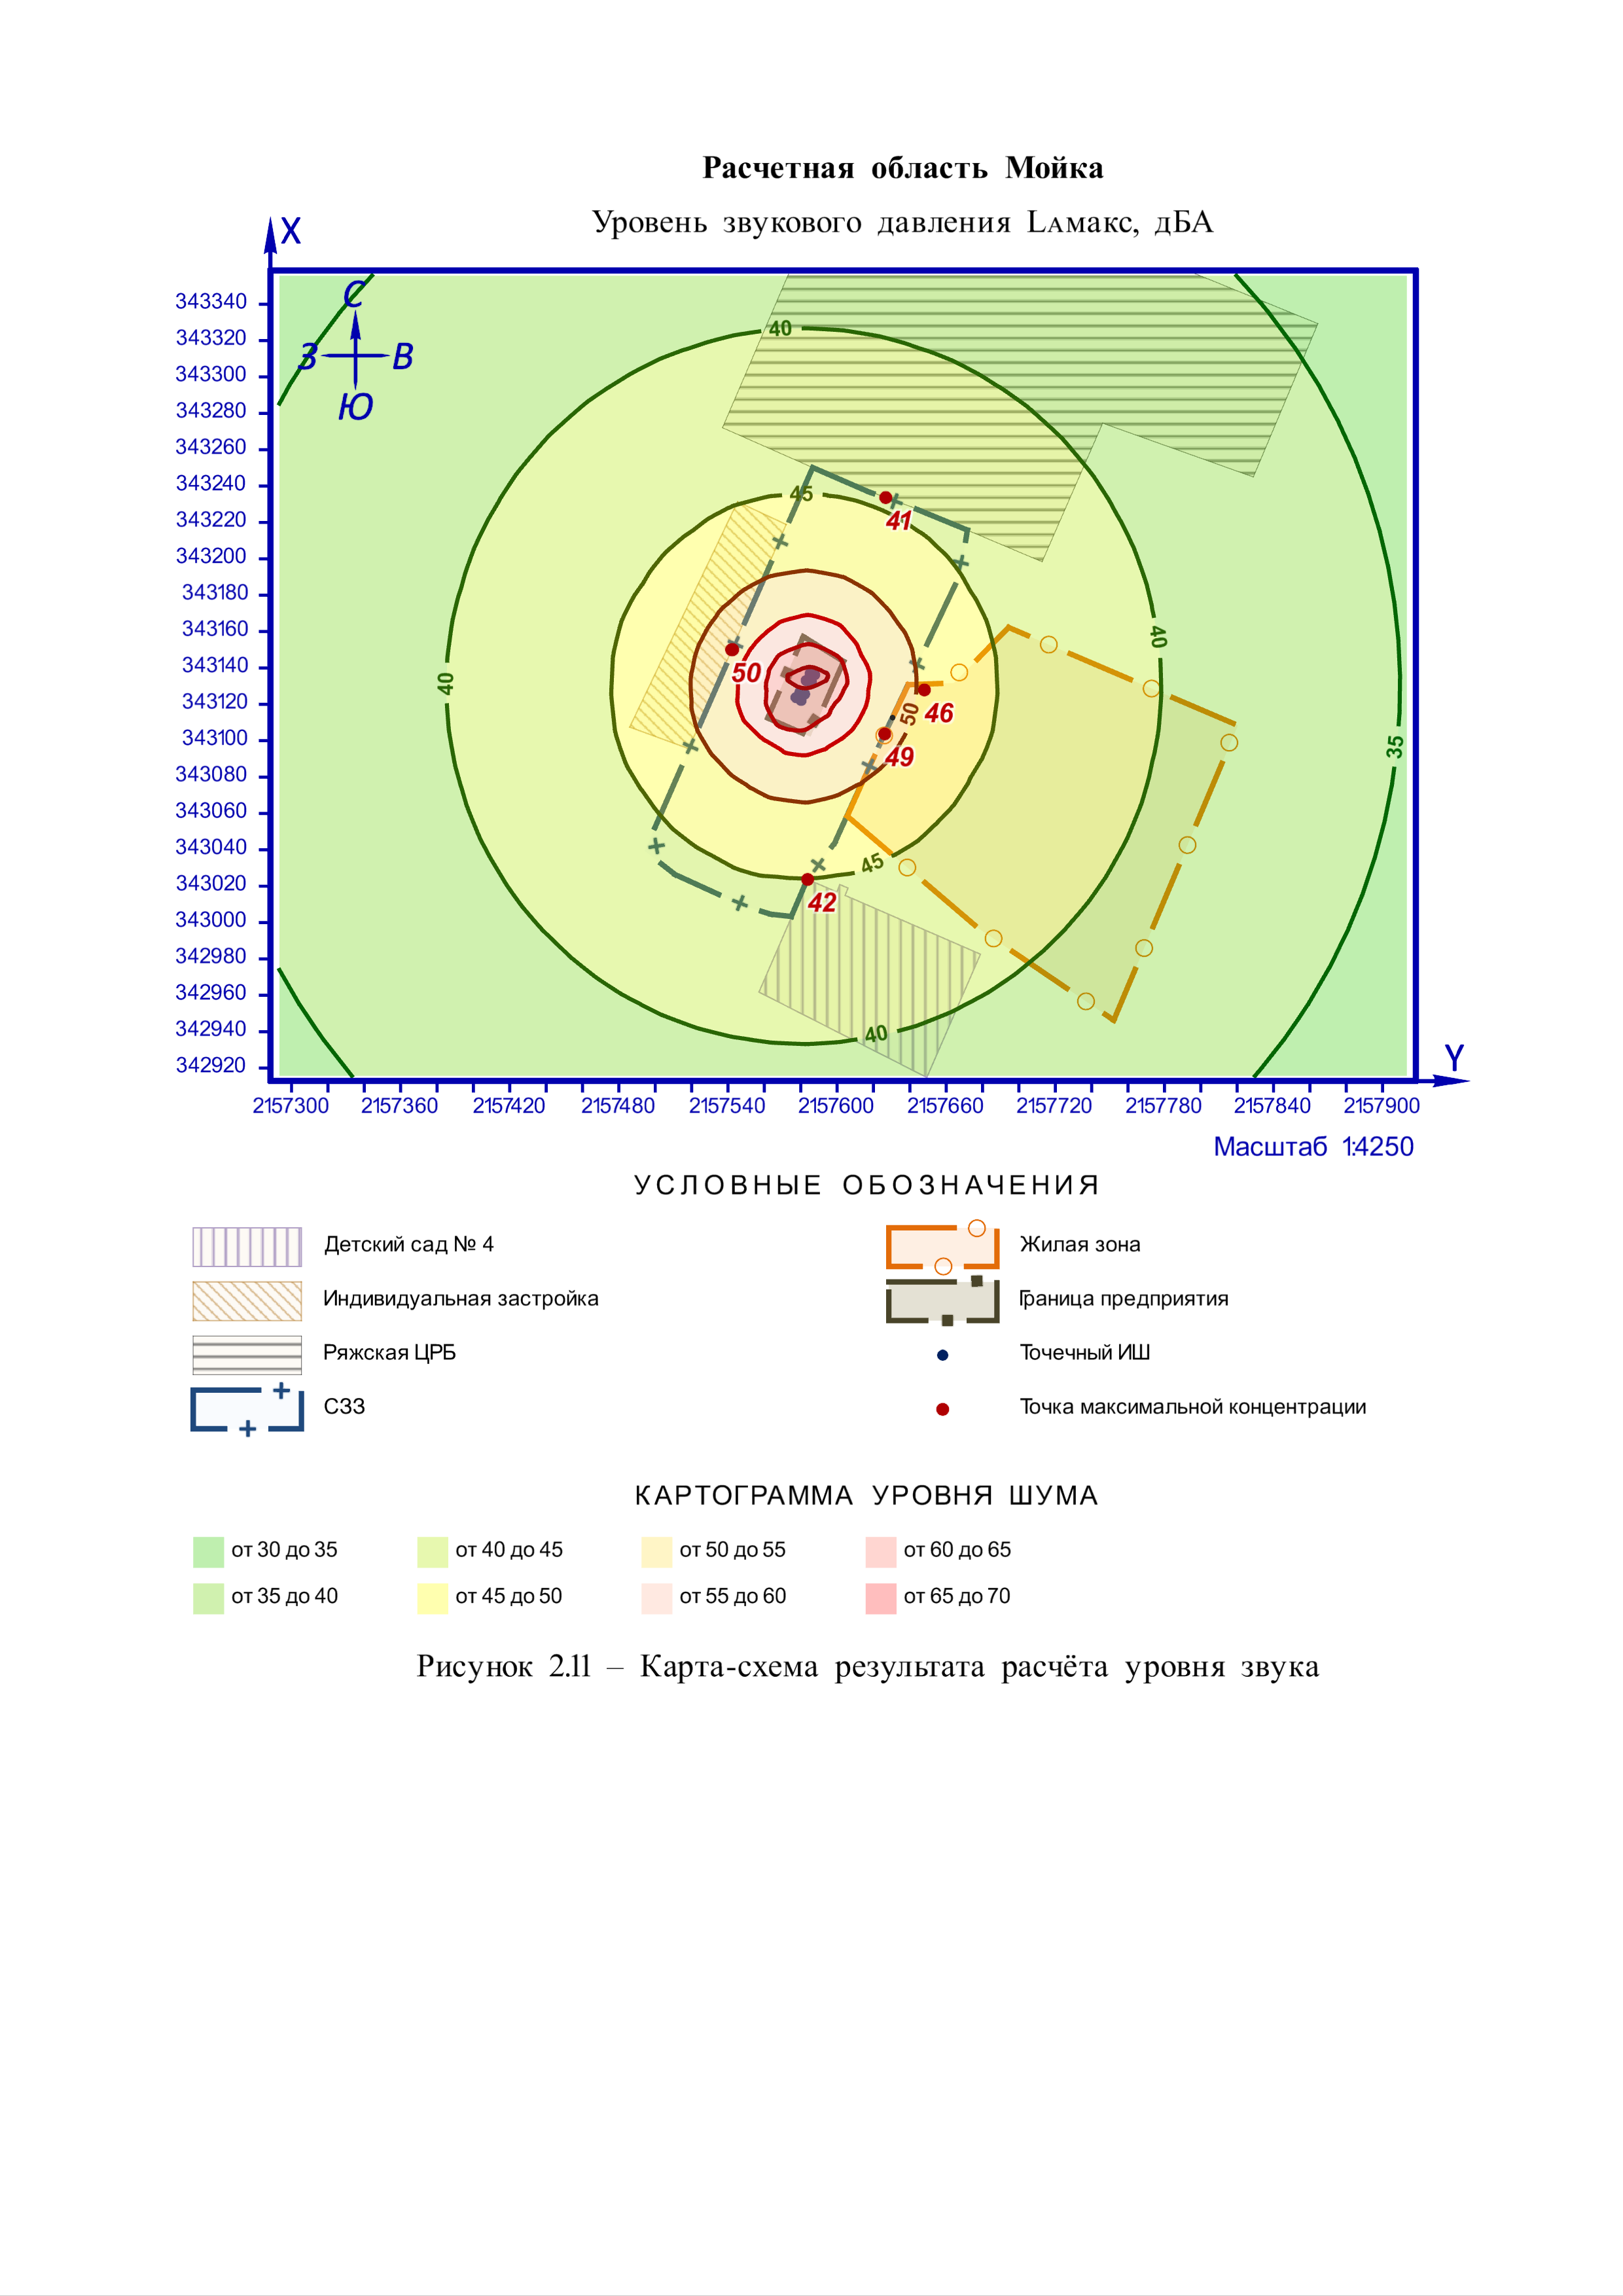 Расчетная область Мойка
Уровень звукового давления LAмакс, дБА
X
343340
343320
343300
343280
343260
343240
343220
343200
343180
343160
343140
343120
343100
343080
343060
343040
343020
343000
342980
342960
342940
342920
С
З В
Ю
40
45
41
40
50
40
46
50
49
35
45
42
40
Y
2157300 2157360 2157420 2157480 2157540 2157600 2157660 2157720 2157780 2157840 2157900
Масштаб 1:4250
УСЛОВНЫЕ ОБОЗНАЧЕНИЯ
Детский сад № 4
Жилая зона
Индивидуальная застройка
Граница предприятия
Ряжская ЦРБ
Точечный ИШ
СЗЗ
Точка максимальной концентрации
КАРТОГРАММА УРОВНЯ ШУМА
от 30 до 35 от 40 до 45 от 50 до 55 от 60 до 65
от 35 до 40 от 45 до 50 от 55 до 60 от 65 до 70
Рисунок 2.11 – Карта-схема результата расчёта уровня звука